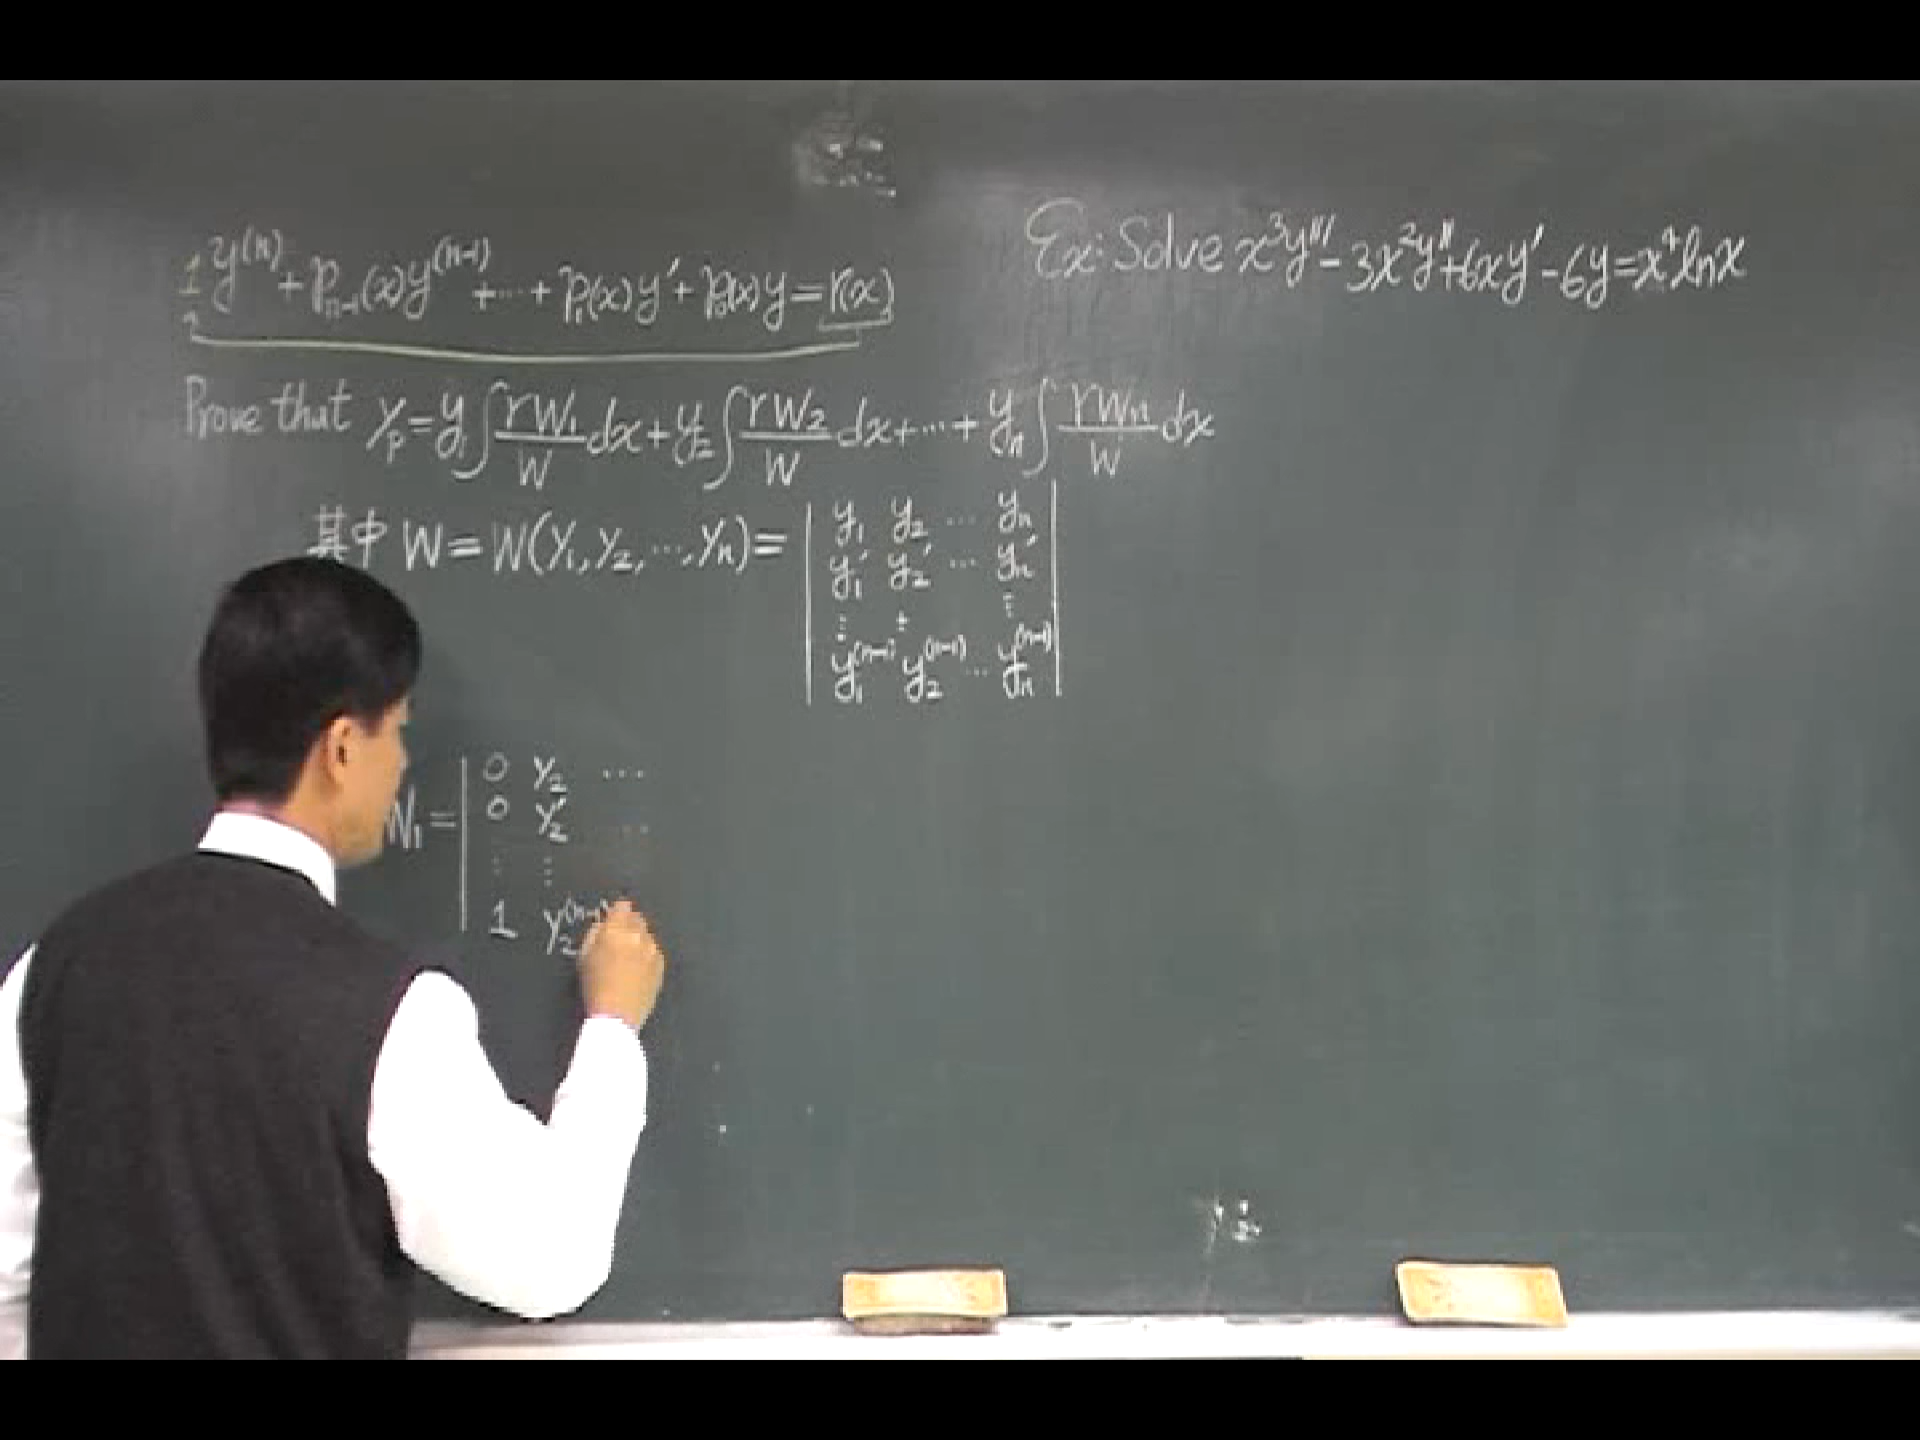 1y⁽ⁿ⁾+pₙ₋₁(x)y⁽ⁿ⁻¹⁾+⋯+p₁(x)y′+p₀(x)y=r(x)
Prove that yₚ=y₁∫rW₁/W dx+y₂∫rW₂/W dx+⋯+yₙ∫rWₙ/W dx
其中 W=W(y₁,y₂,⋯,yₙ)=
y₁ y₂ ⋯ yₙ
y₁′ y₂′ ⋯ yₙ′
⋮ ⋮ ⋮
y₁⁽ⁿ⁻¹⁾ y₂⁽ⁿ⁻¹⁾ ⋯ yₙ⁽ⁿ⁻¹⁾
W₁=
0 y₂ ⋯
0 y₂′ ⋯
⋮ ⋮
1 y₂⁽ⁿ⁻¹⁾
Ex: Solve x³y‴-3x²y″+6xy′-6y=x⁴lnx